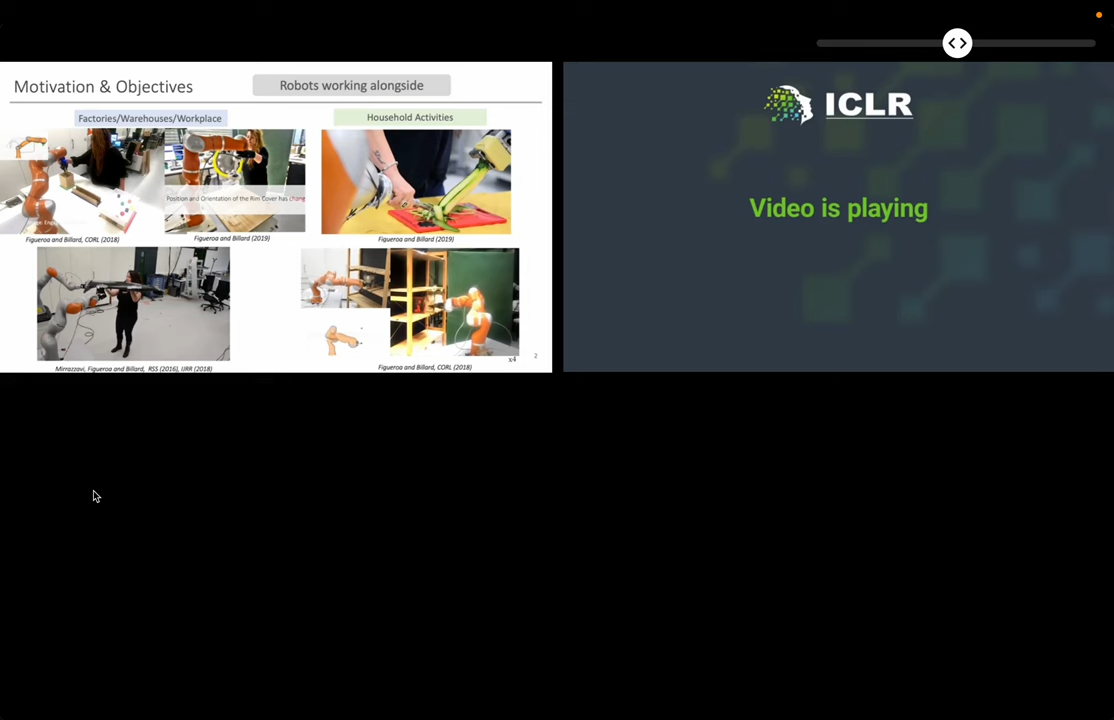 Motivation & Objectives
Robots working alongside
Factories/Warehouses/Workplace
Household Activities
Position and Orientation of the Rim Cover has chang
Figueroa and Billard, CORL (2018)
Figueroa and Billard (2019)
Figueroa and Billard (2019)
Mirrazavi, Figueroa and Billard, RSS (2016), IJRR (2018)
Figueroa and Billard, CORL (2018)
x4
2
ICLR
Video is playing